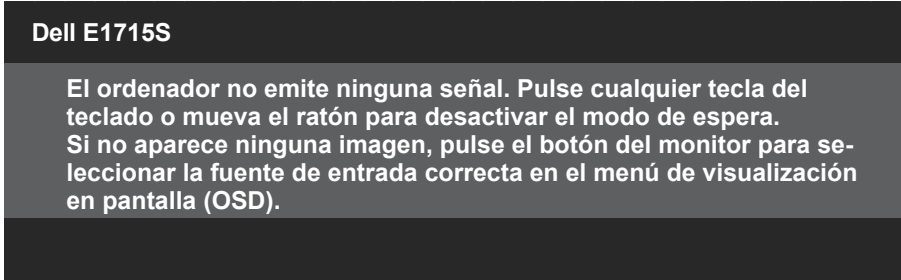 Dell E1715S
El ordenador no emite ninguna señal. Pulse cualquier tecla del
teclado o mueva el ratón para desactivar el modo de espera.
Si no aparece ninguna imagen, pulse el botón del monitor para se-
leccionar la fuente de entrada correcta en el menú de visualización
en pantalla (OSD).